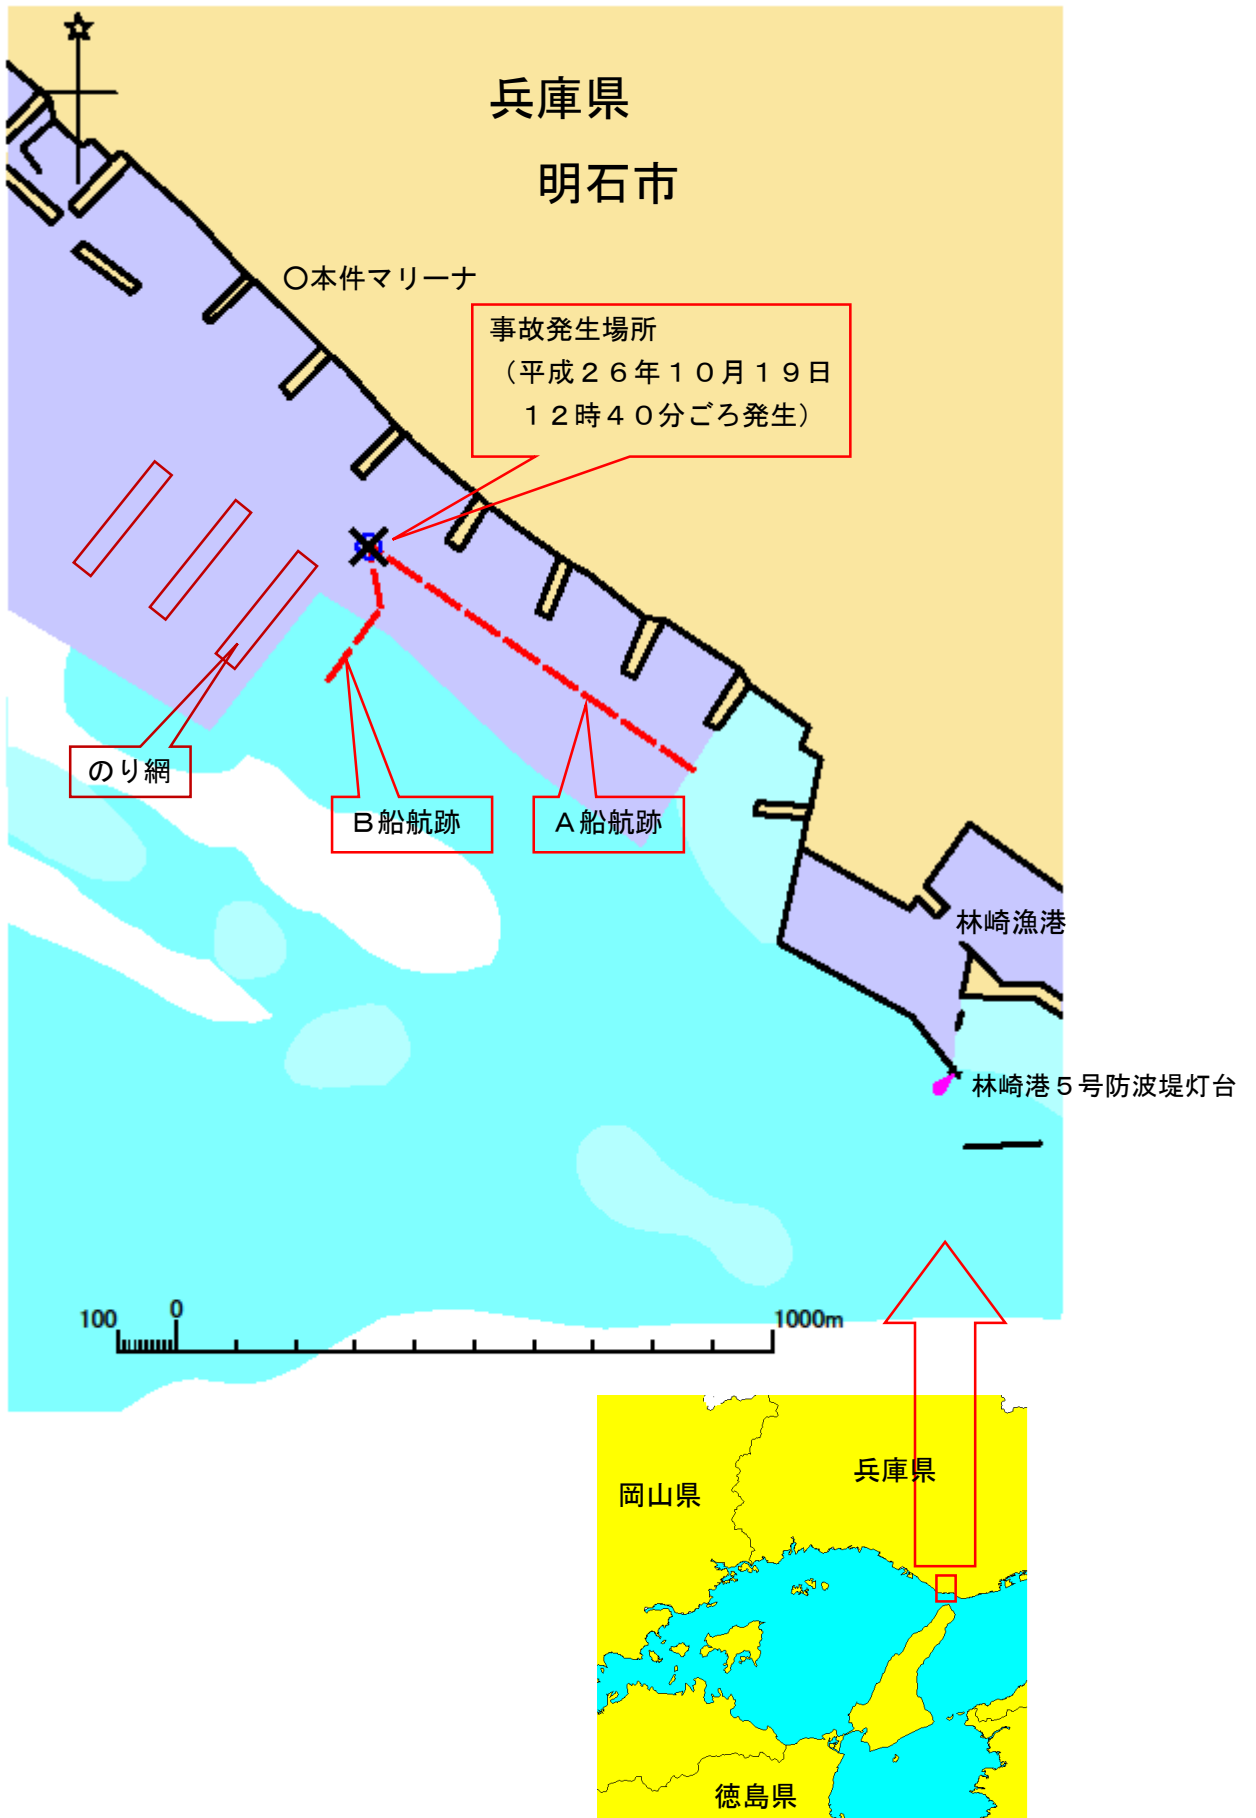 兵庫県
明石市
○本件マリーナ
事故発生場所
(平成26年10月19日
12時40分ごろ発生)
のり網
B船航跡
A船航跡
林崎漁港
林崎港5号防波堤灯台
100 0 1000m
兵庫県
岡山県
徳島県